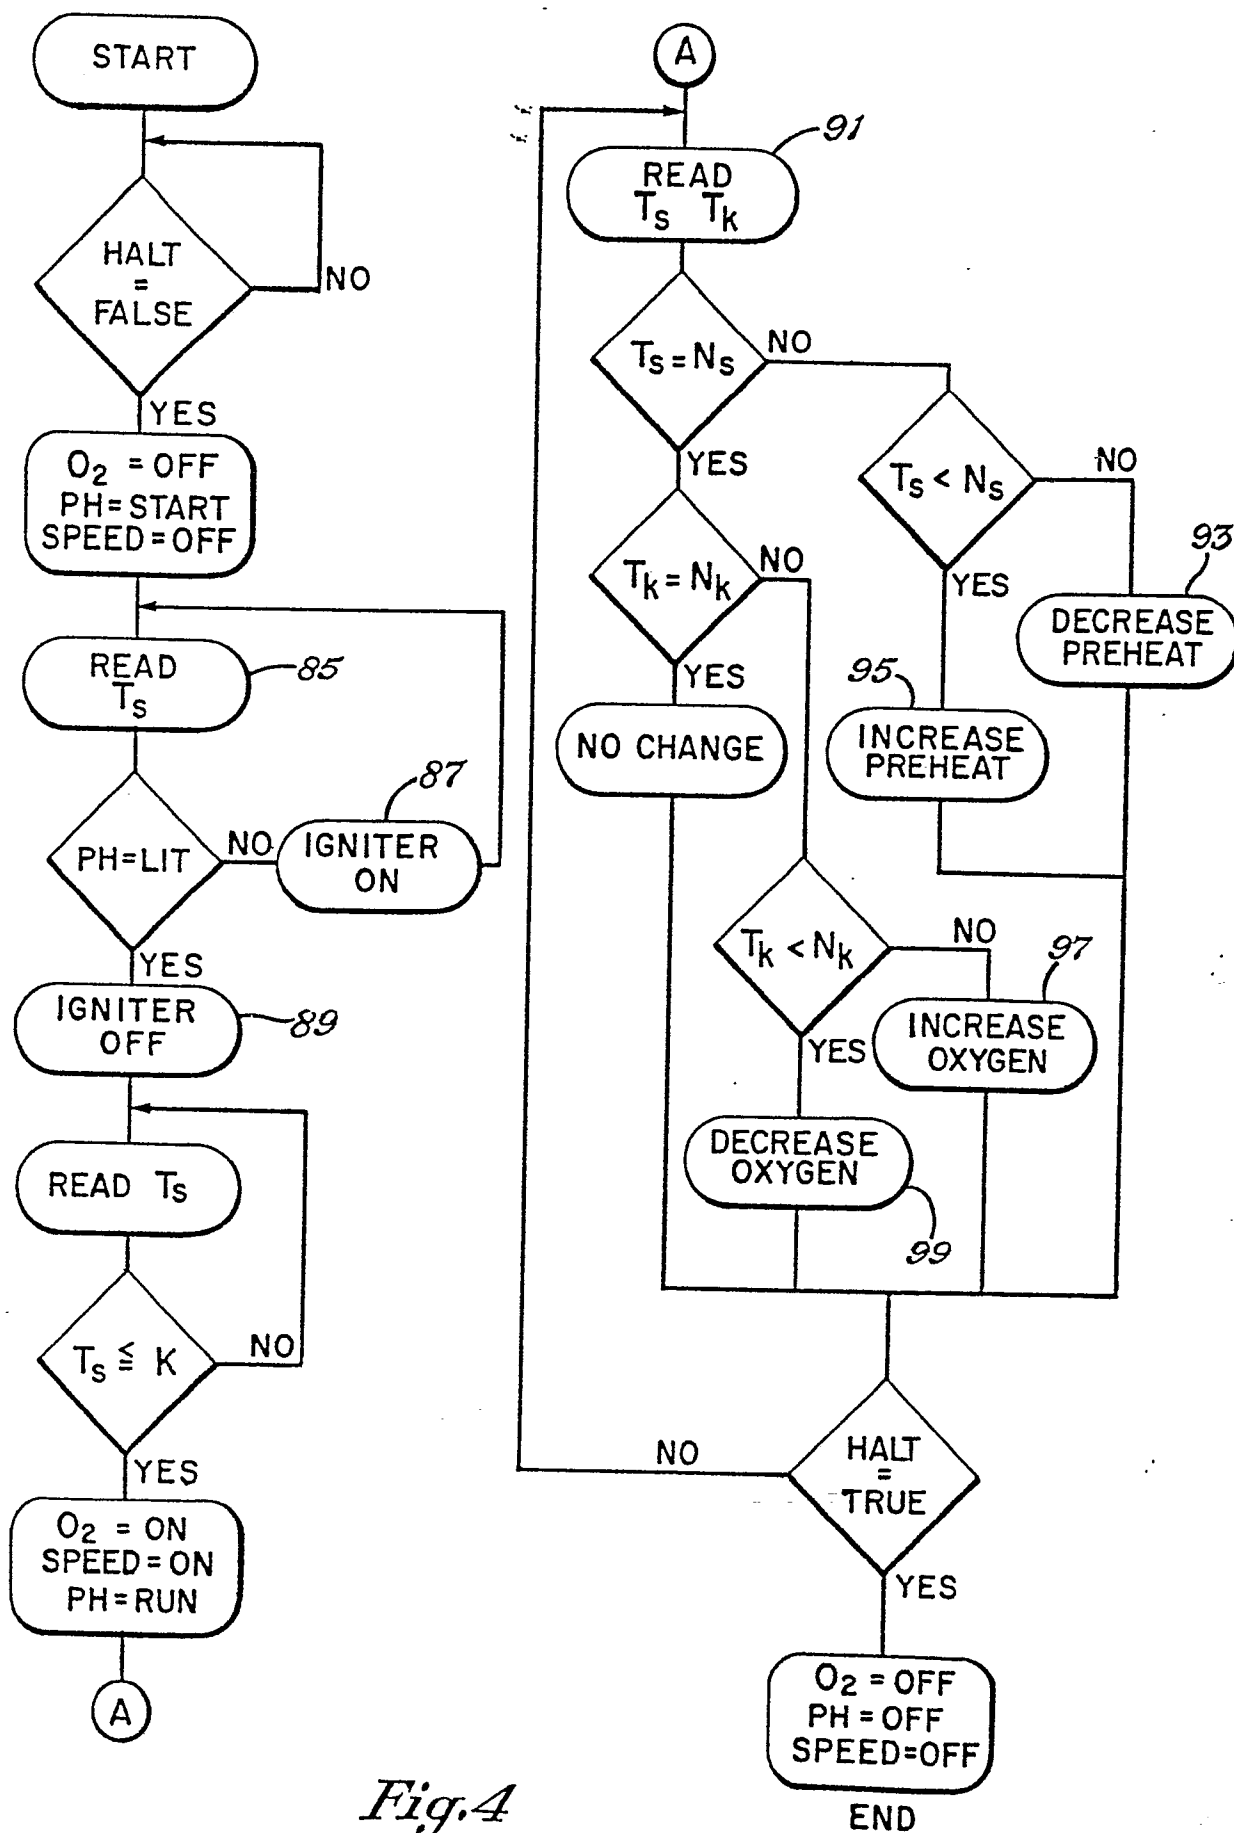 START
HALT
=
FALSE
NO
YES
O₂ = OFF
PH=START
SPEED=OFF
READ
Tₛ
85
PH=LIT
NO
IGNITER
ON
87
YES
IGNITER
OFF
89
READ Tₛ
Tₛ ≦ K
NO
YES
O₂ = ON
SPEED=ON
PH=RUN
A
A
READ
Tₛ Tₖ
91
Tₛ=Nₛ
NO
YES
Tₛ < Nₛ
NO
YES
93
DECREASE
PREHEAT
95
INCREASE
PREHEAT
Tₖ=Nₖ
NO
YES
NO CHANGE
Tₖ < Nₖ
NO
YES
97
INCREASE
OXYGEN
DECREASE
OXYGEN
99
HALT
=
TRUE
NO
YES
O₂ = OFF
PH = OFF
SPEED=OFF
END
Fig.4